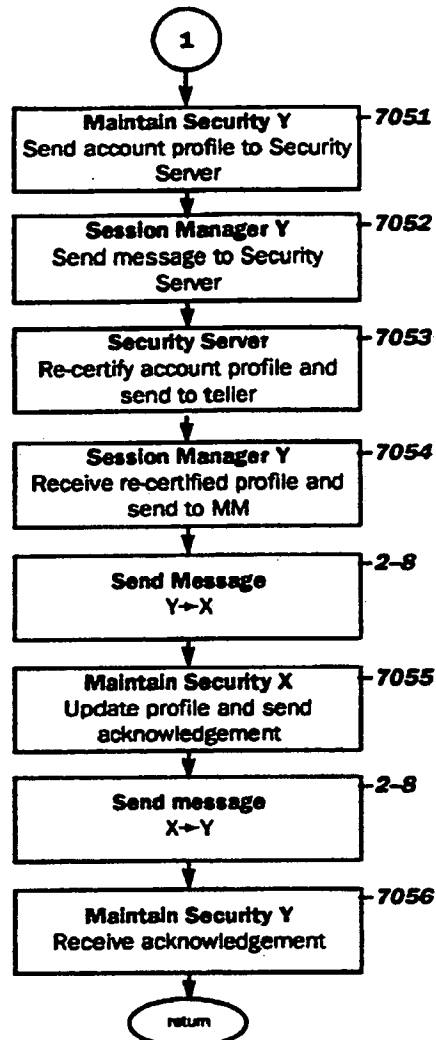 1
Maintain Security Y
7051
Send account profile to Security
Server
Session Manager Y
7052
Send message to Security
Server
Security Server
7053
Re-certify account profile and
send to teller
Session Manager Y
7054
Receive re-certified profile and
send to MM
Send Message
2-8
Y→X
Maintain Security X
7055
Update profile and send
acknowledgement
Send message
2-8
X→Y
Maintain Security Y
7056
Receive acknowledgement
return